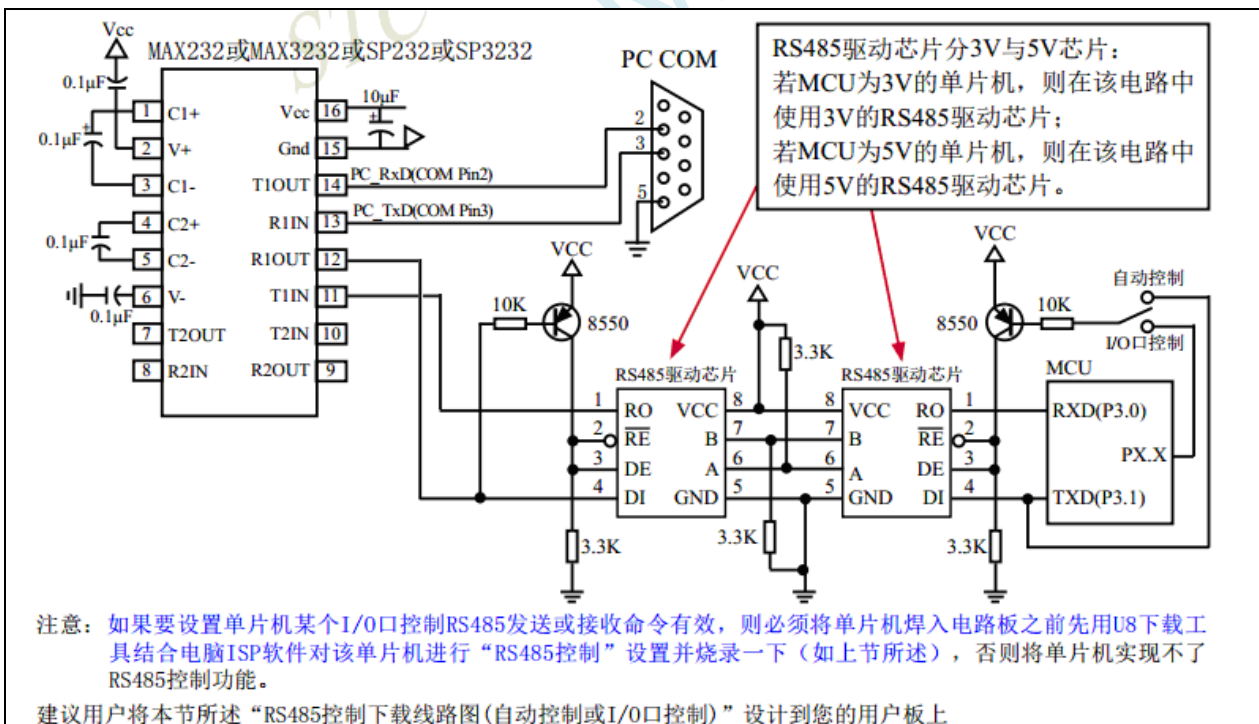 STC
Vcc
MAX232或MAX3232或SP232或SP3232
0.1μF
0.1μF
0.1μF
0.1μF
10μF
1 C1+
2 V+
3 C1-
4 C2+
5 C2-
6 V-
7 T2OUT
8 R2IN
Vcc 16
Gnd 15
T1OUT 14
R1IN 13
R1OUT 12
T1IN 11
T2IN 10
R2OUT 9
PC_RxD(COM Pin2)
PC_TxD(COM Pin3)
PC COM
2
3
5
RS485驱动芯片分3V与5V芯片;
若MCU为3V的单片机，则在该电路中
使用3V的RS485驱动芯片;
若MCU为5V的单片机，则在该电路中
使用5V的RS485驱动芯片。
VCC
10K
8550
3.3K
RS485驱动芯片
1 RO VCC 8
2 RE B 7
3 DE A 6
4 DI GND 5
VCC
3.3K
3.3K
RS485驱动芯片
8 VCC RO 1
7 B RE 2
6 A DE 3
5 GND DI 4
VCC
8550
10K
3.3K
自动控制
I/O口控制
MCU
RXD(P3.0)
PX.X
TXD(P3.1)
注意：如果要设置单片机某个I/O口控制RS485发送或接收命令有效，则必须将单片机焊入电路板之前先用U8下载工
具结合电脑ISP软件对该单片机进行“RS485控制”设置并烧录一下（如上节所述），否则将单片机实现不了
RS485控制功能。
建议用户将本节所述“RS485控制下载线路图(自动控制或I/O口控制)”设计到您的用户板上